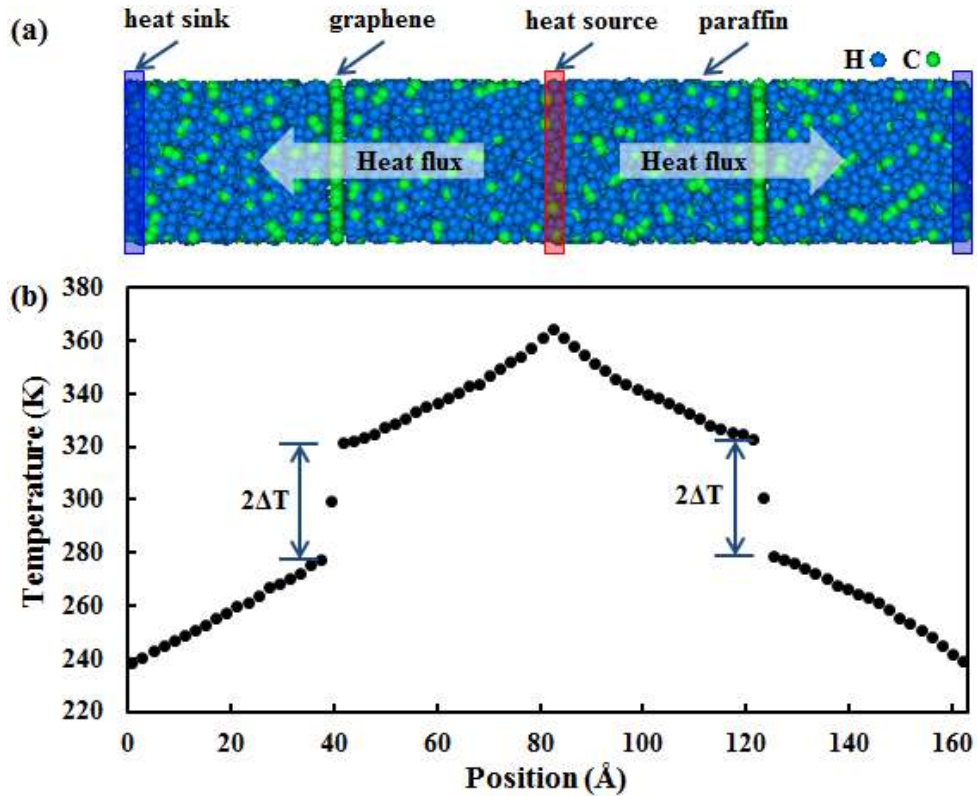 (a)
heat sink graphene heat source paraffin
H C
Heat flux Heat flux
(b)
380
360
340
320
300
280
260
240
220
Temperature (K)
2ΔT 2ΔT
0 20 40 60 80 100 120 140 160
Position (Å)